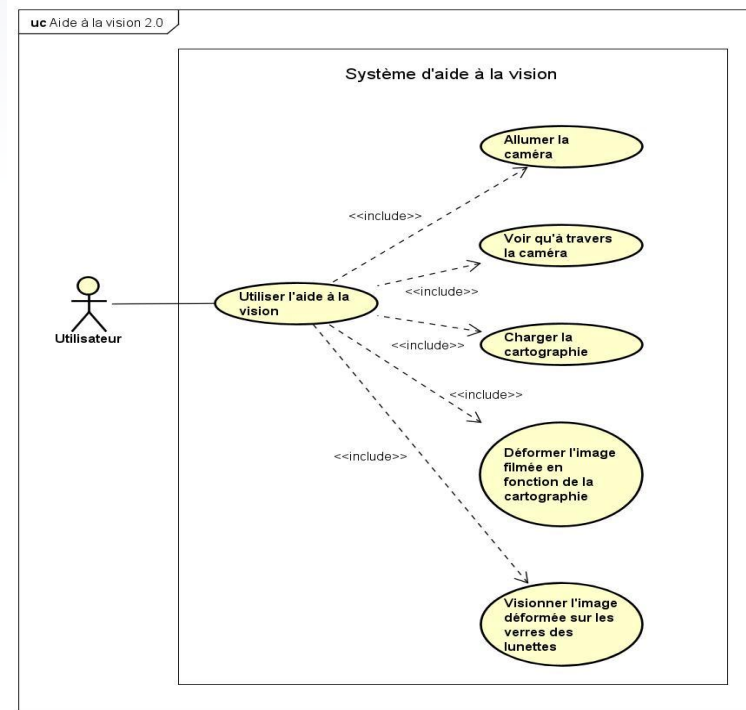 uc Aide à la vision 2.0
Système d'aide à la vision
Allumer la
caméra
<<include>>
Voir qu'à travers
la caméra
<<include>>
Utiliser l'aide à la
vision
Utilisateur
Charger la
cartographie
<<include>>
<<include>>
Déformer l'image
filmée en
fonction de la
cartographie
<<include>>
Visionner l'image
déformée sur les
verres des
lunettes